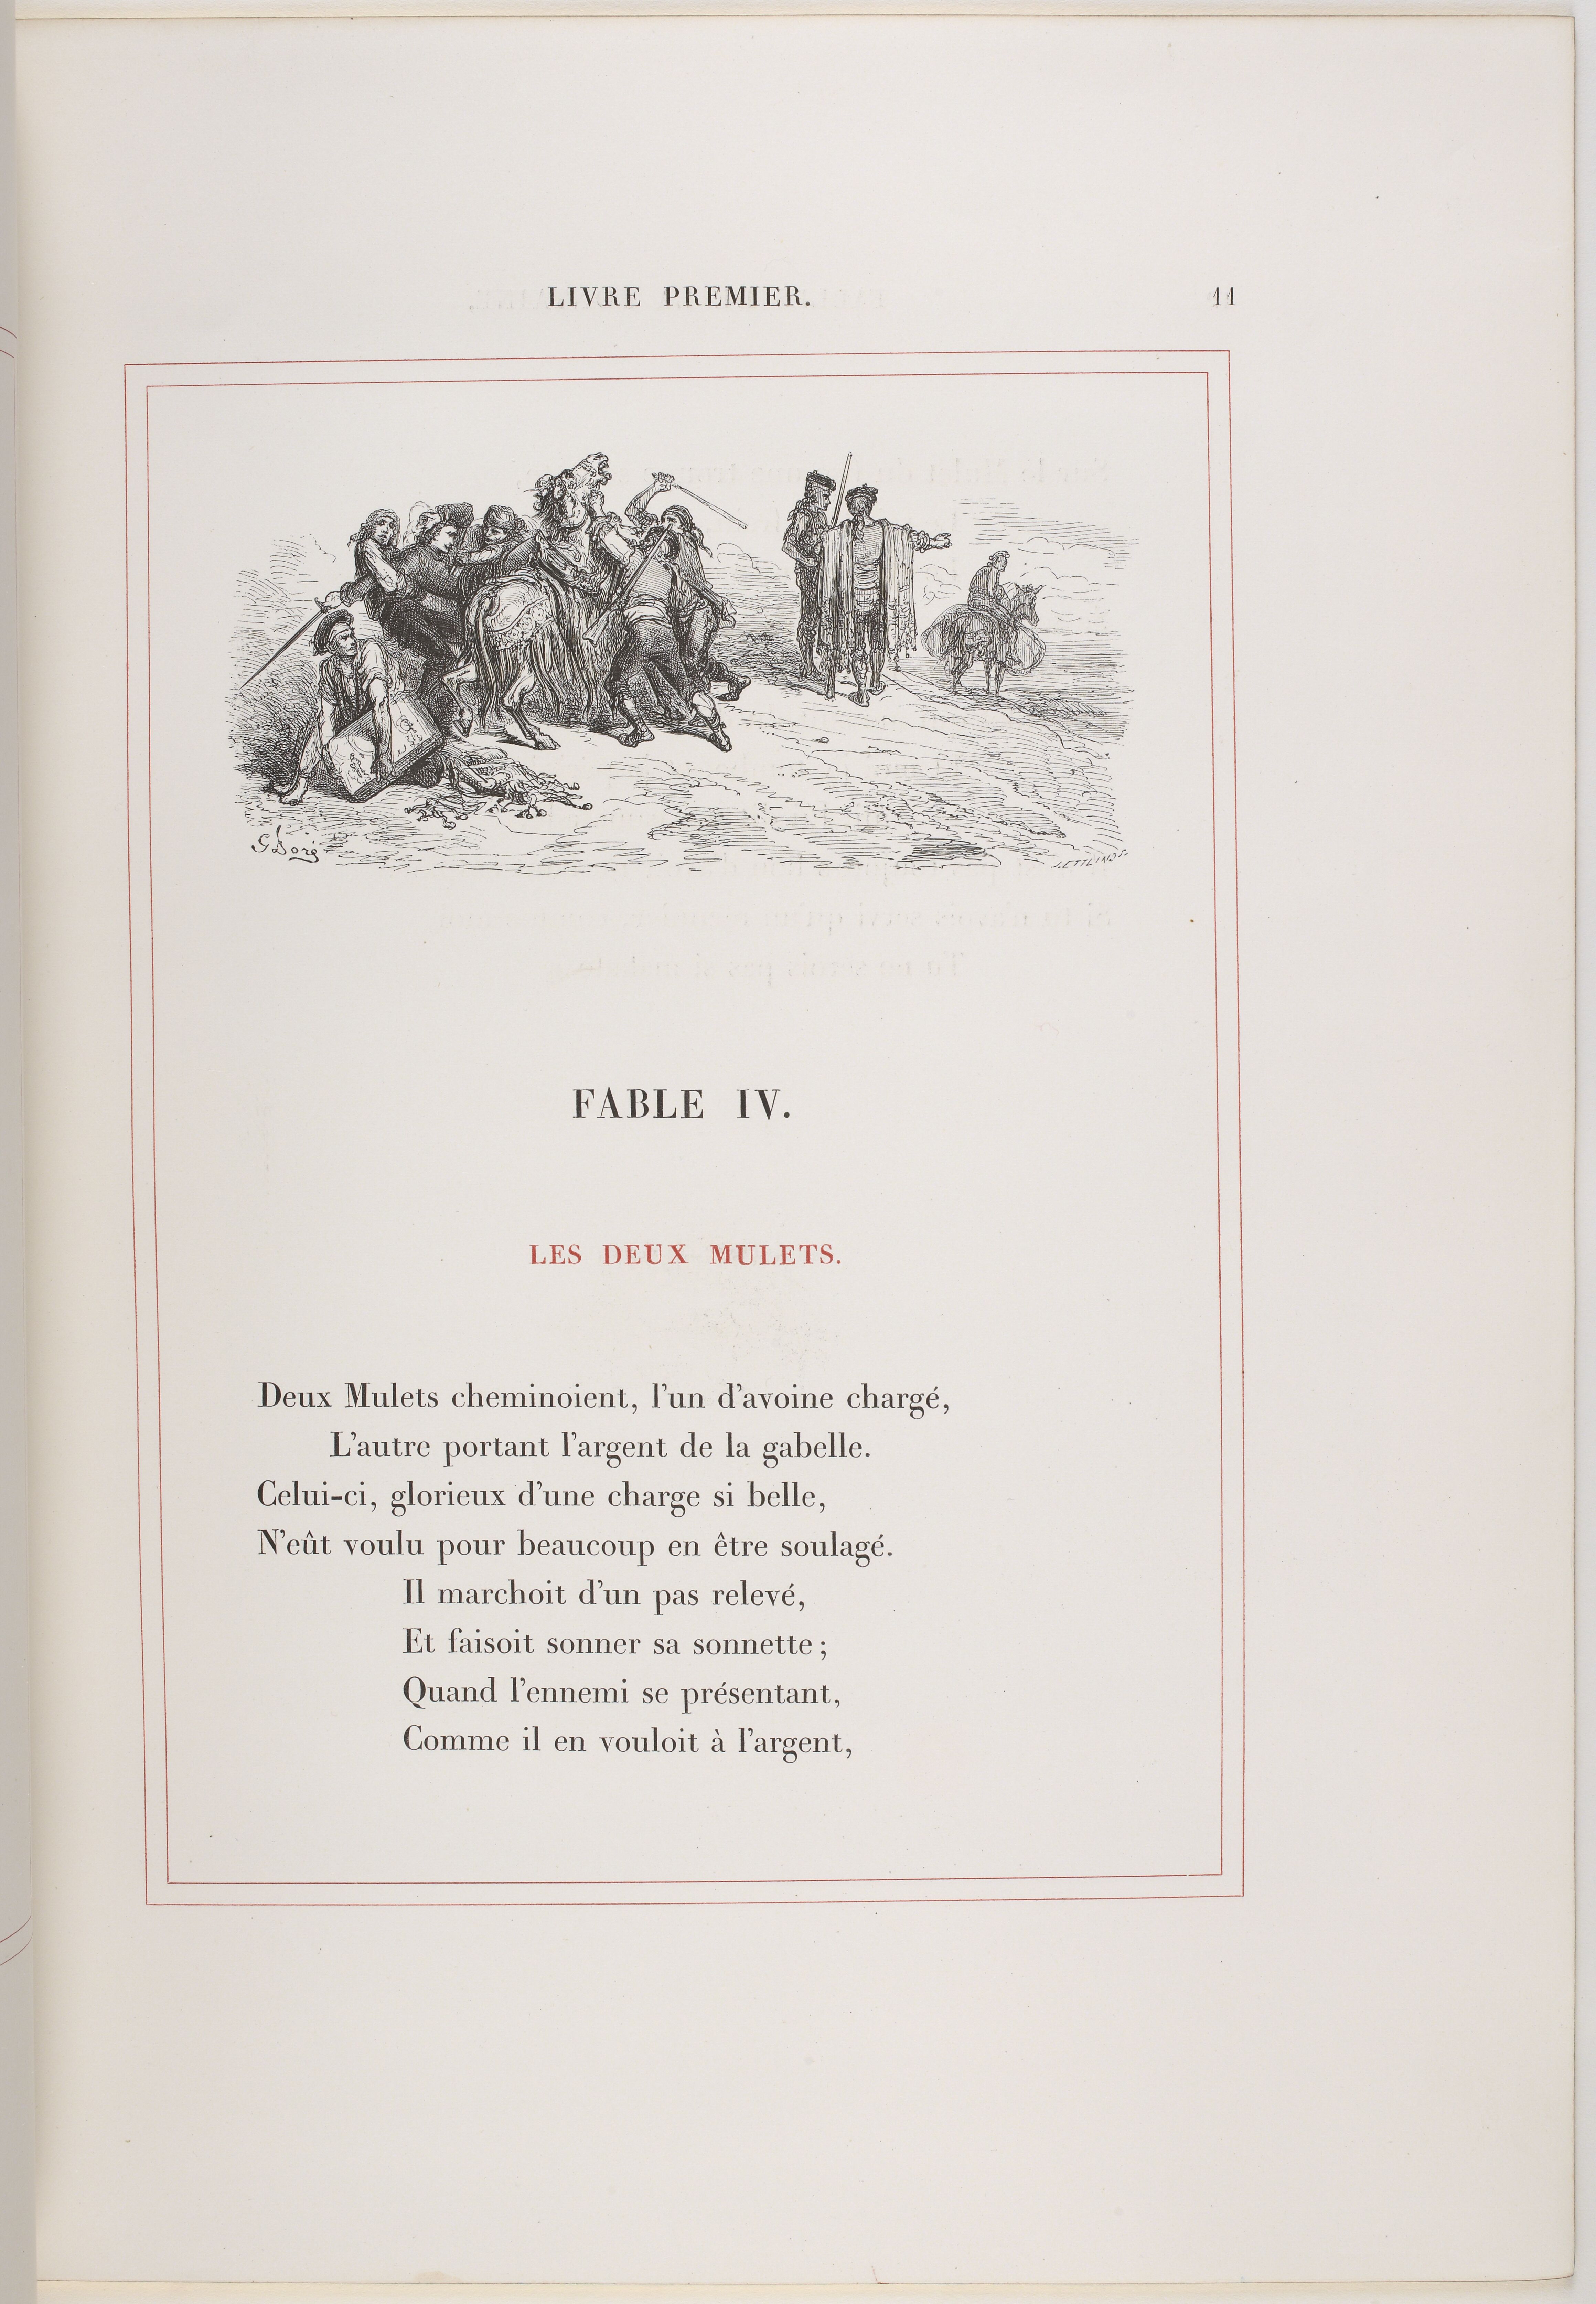 LIVRE PREMIER. 11
G Doré
FABLE IV.
LES DEUX MULETS.
Deux Mulets cheminoient, l'un d'avoine chargé,
L'autre portant l'argent de la gabelle.
Celui-ci, glorieux d'une charge si belle,
N'eût voulu pour beaucoup en être soulagé.
Il marchoit d'un pas relevé,
Et faisoit sonner sa sonnette ;
Quand l'ennemi se présentant,
Comme il en vouloit à l'argent,